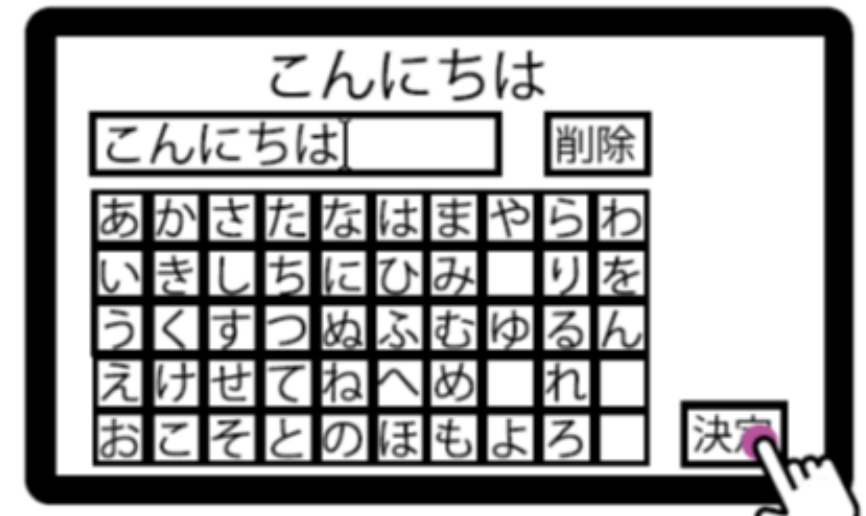 こんにちは
こんにちは 削除
あ か さ た な は ま や ら わ
い き し ち に ひ み り を
う く す つ ぬ ふ む ゆ る ん
え け せ て ね へ め れ
お こ そ と の ほ も よ ろ
決定